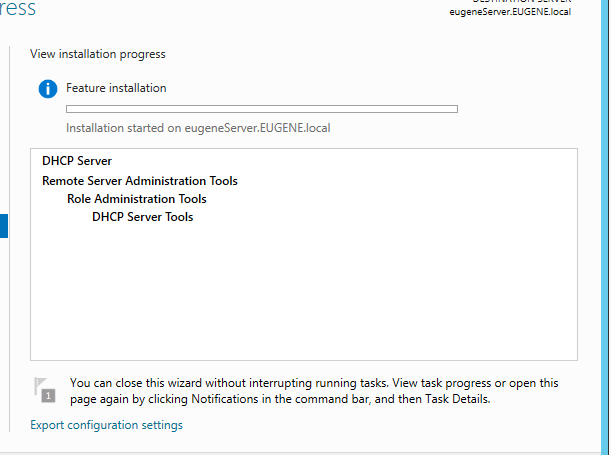 ress
DESTINATION SERVER
eugeneServer.EUGENE.local
View installation progress
Feature installation
Installation started on eugeneServer.EUGENE.local
DHCP Server
Remote Server Administration Tools
Role Administration Tools
DHCP Server Tools
1
You can close this wizard without interrupting running tasks. View task progress or open this
page again by clicking Notifications in the command bar, and then Task Details.
Export configuration settings